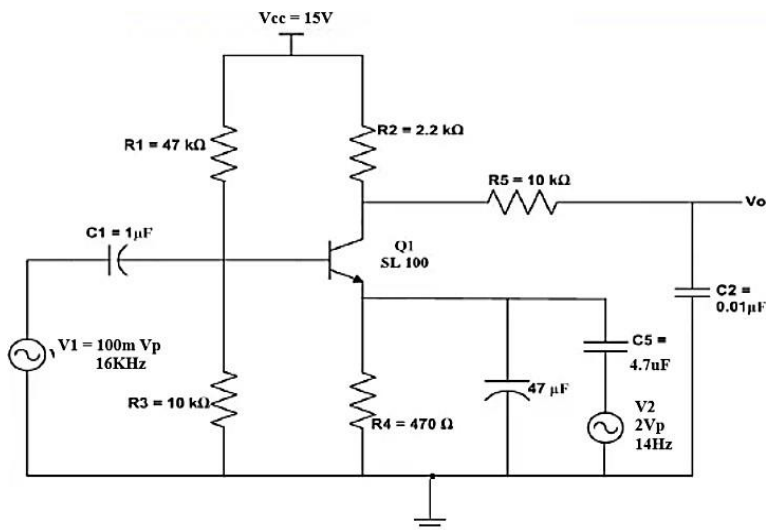 Vcc = 15V
R1 = 47 kΩ
R2 = 2.2 kΩ
R5 = 10 kΩ
Vo
C1 = 1µF
Q1
SL 100
C2 =
0.01µF
V1 = 100m Vp
16KHz
C5 =
4.7uF
47 µF
R3 = 10 kΩ
R4 = 470 Ω
V2
2Vp
14Hz